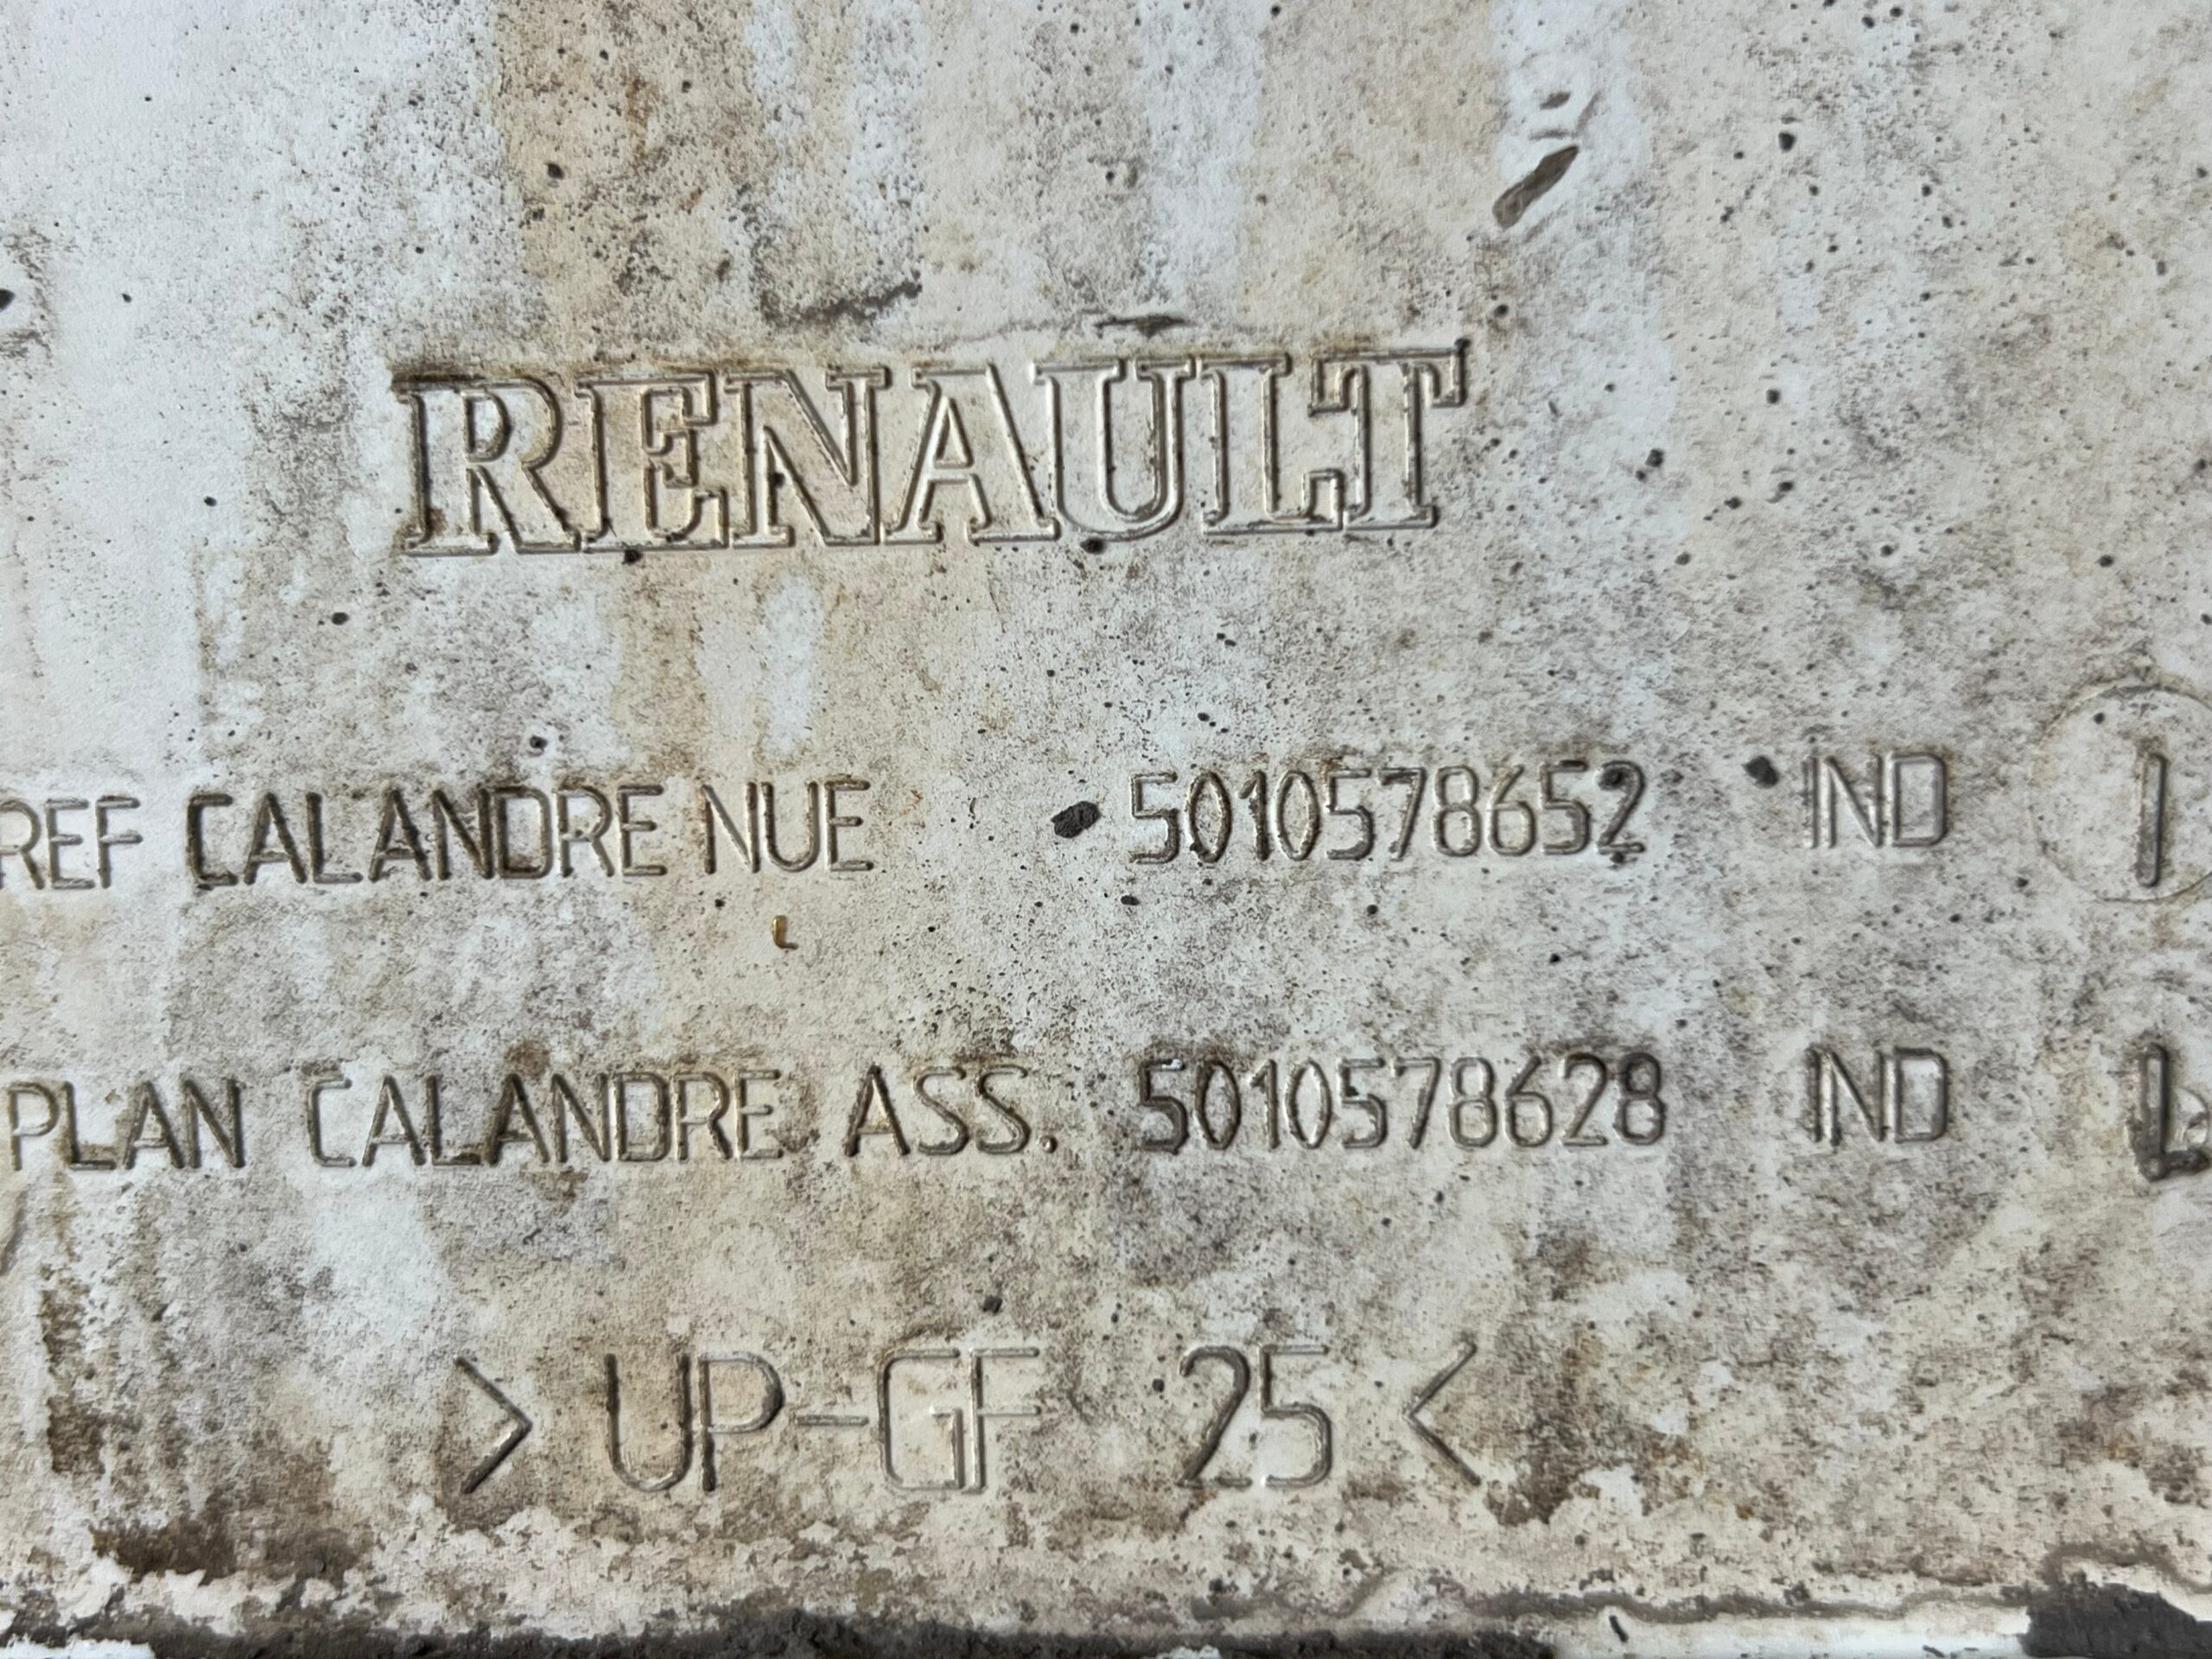 RENAULT
REF CALANDRE NUE 5010578652 IND I
PLAN CALANDRE ASS. 5010578628 IND
> UP-GF 25 <